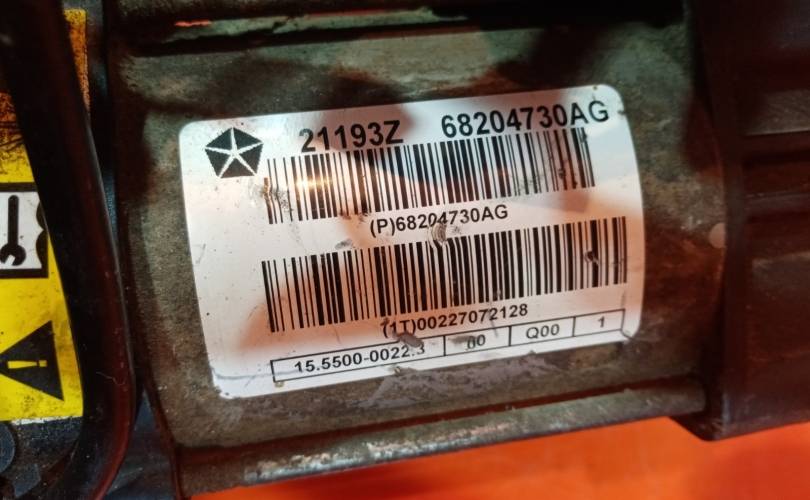 21193Z 68204730AG
(P)68204730AG
(1T)00227072128
15.5500-0022.3 00 Q00 1